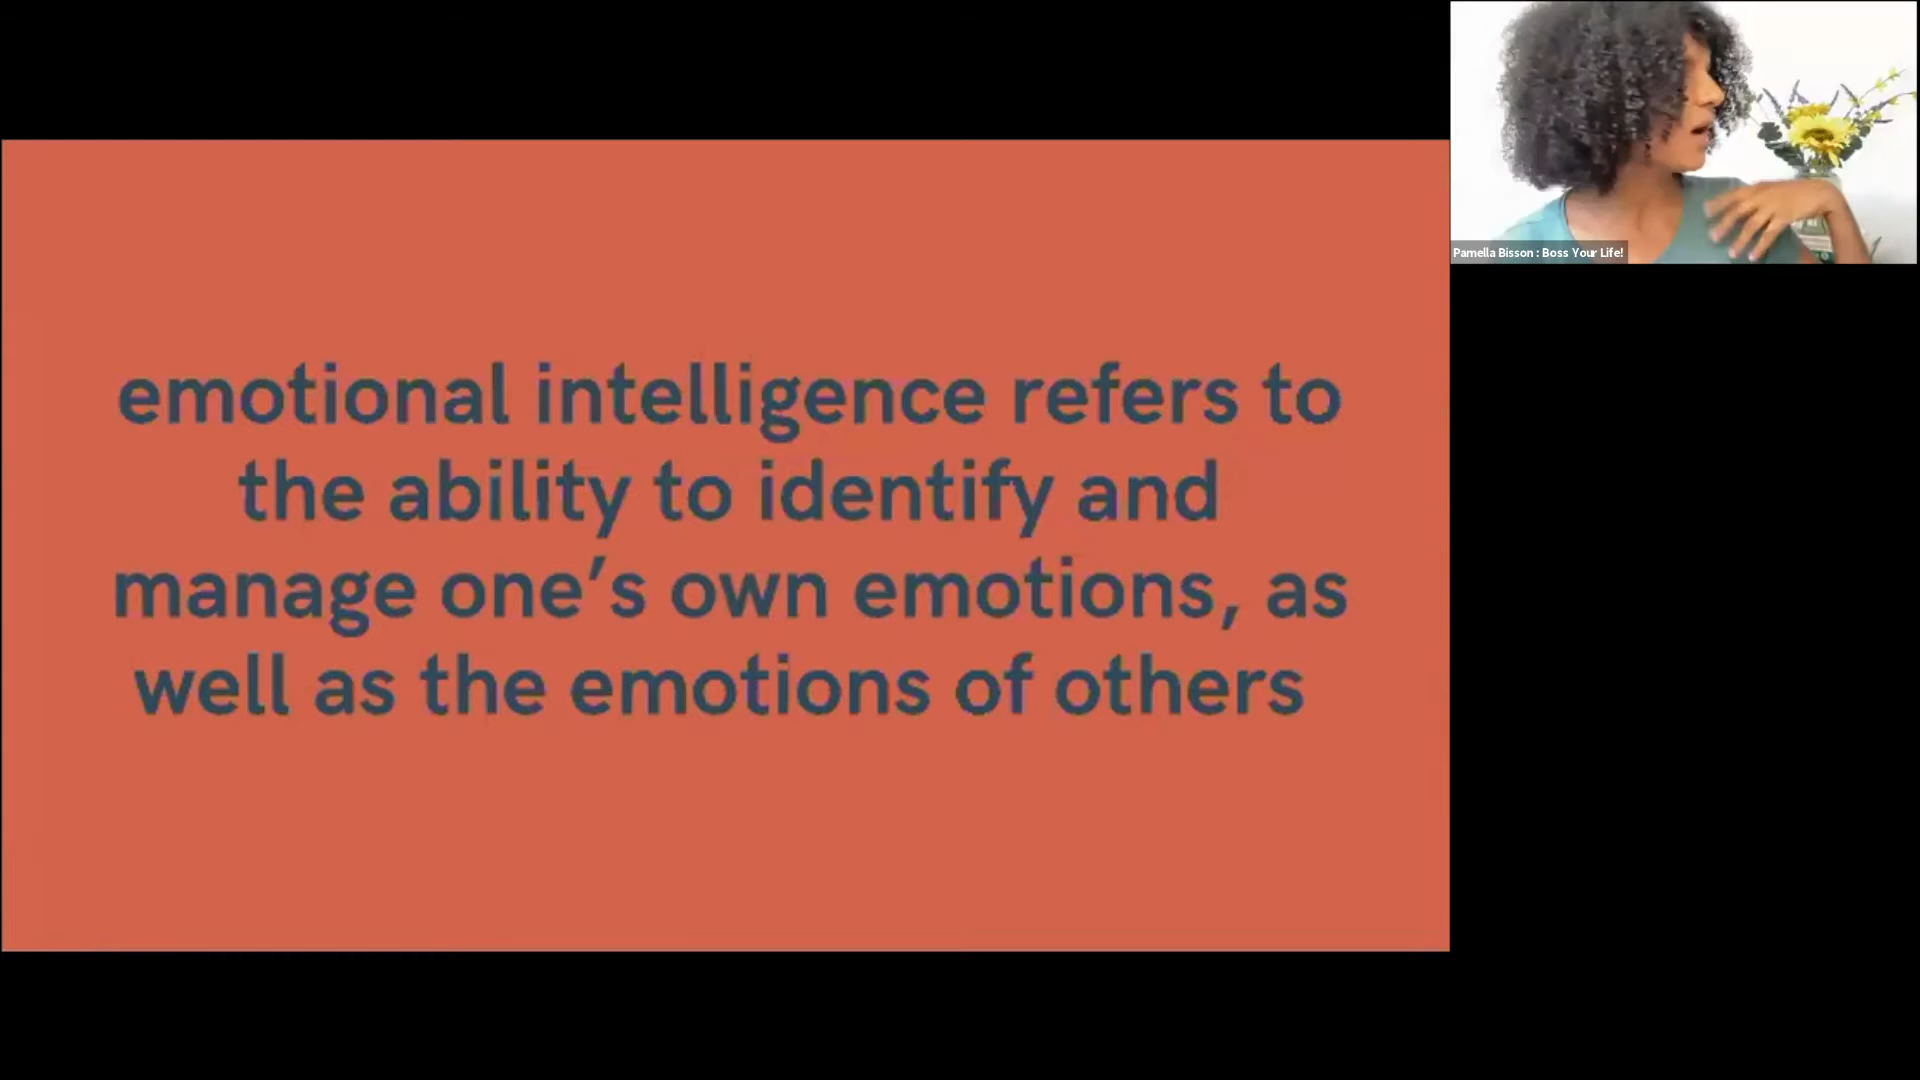 emotional intelligence refers to
the ability to identify and
manage one’s own emotions, as
well as the emotions of others
Pamella Bisson : Boss Your Life!